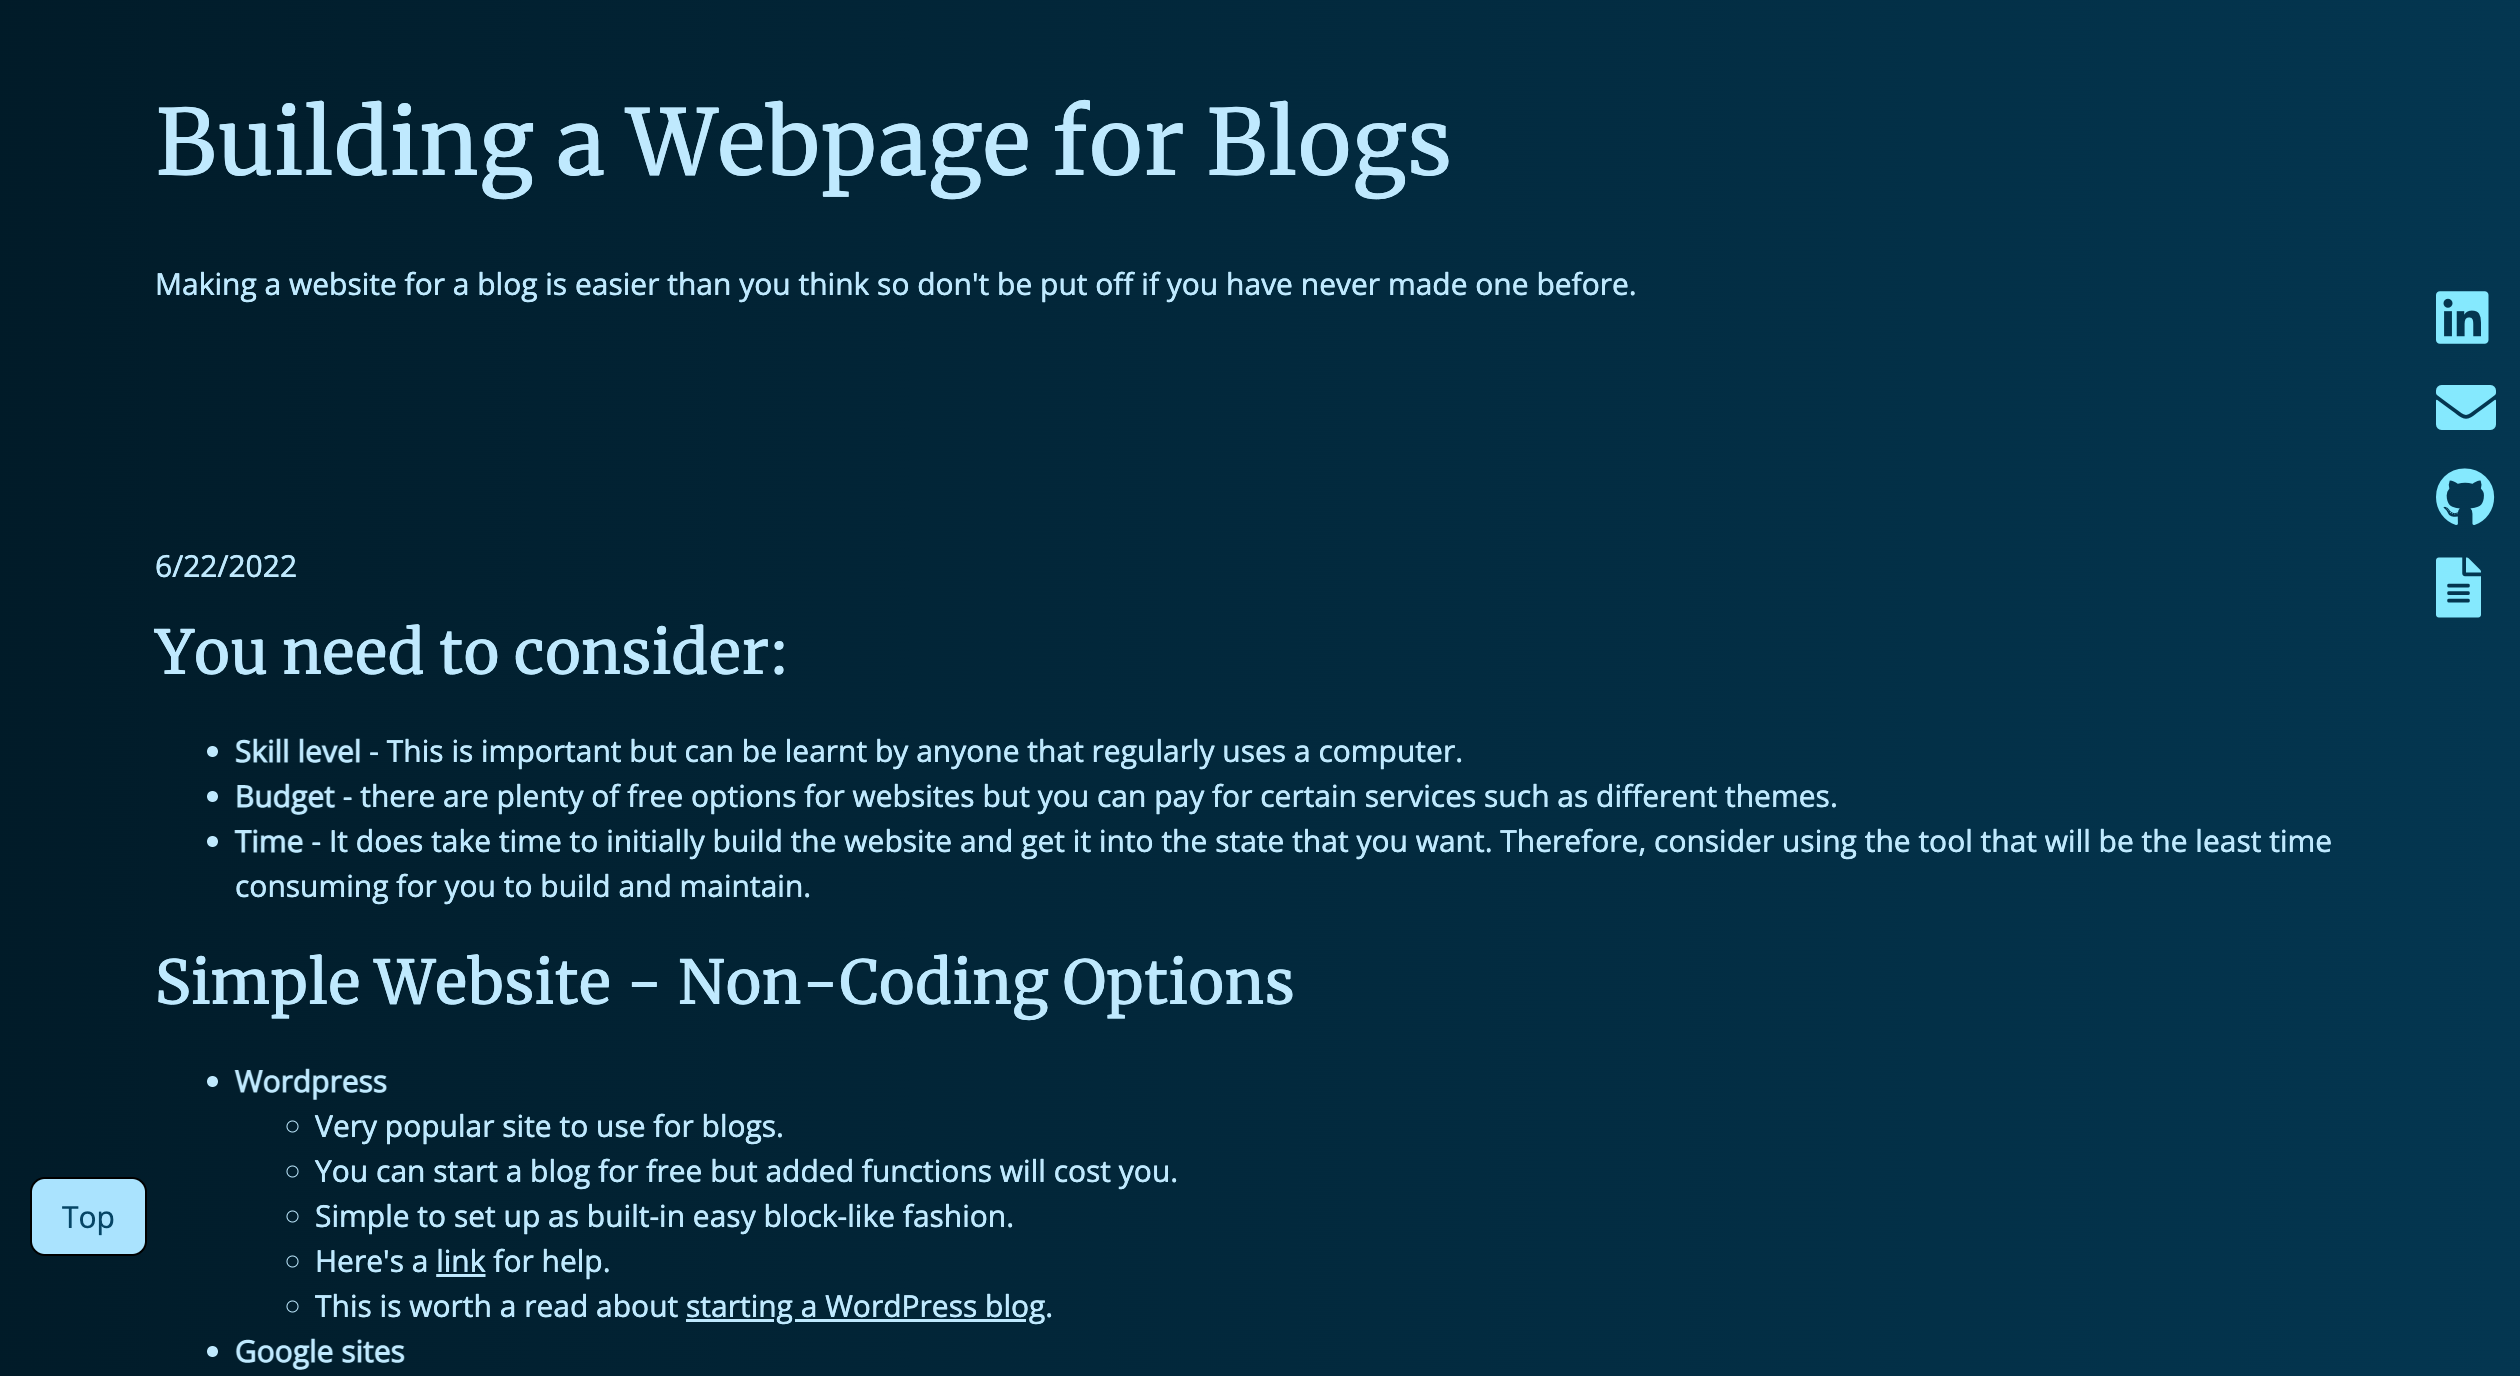 Building a Webpage for Blogs
Making a website for a blog is easier than you think so don't be put off if you have never made one before.
6/22/2022
You need to consider:
Skill level - This is important but can be learnt by anyone that regularly uses a computer.
Budget - there are plenty of free options for websites but you can pay for certain services such as different themes.
Time - It does take time to initially build the website and get it into the state that you want. Therefore, consider using the tool that will be the least time
consuming for you to build and maintain.
Simple Website - Non-Coding Options
Wordpress
Very popular site to use for blogs.
You can start a blog for free but added functions will cost you.
Simple to set up as built-in easy block-like fashion.
Here's a link for help.
This is worth a read about starting a WordPress blog.
Google sites
Top
in